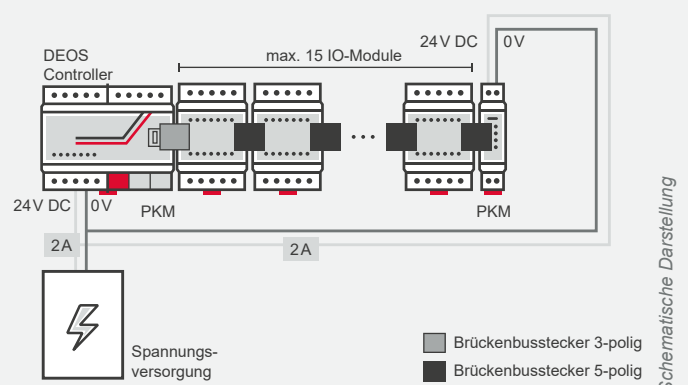 DEOS
Controller
max. 15 IO-Module
24V DC
0V
24V DC
0V
PKM
PKM
2A
2A
Spannungs-
versorgung
Brückenbusstecker 3-polig
Brückenbusstecker 5-polig
Schematische Darstellung